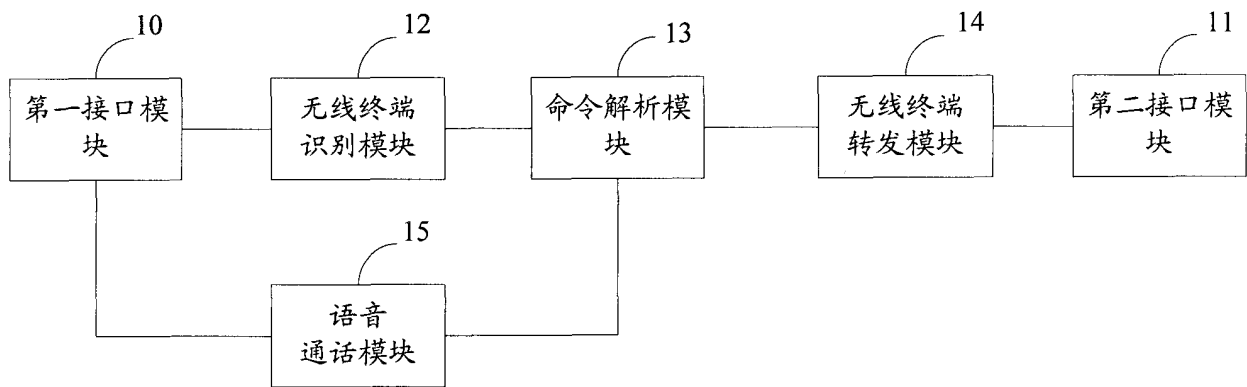 10
12
13
14
11
第一接口模
块
无线终端
识别模块
命令解析模
块
无线终端
转发模块
第二接口模
块
15
语音
通话模块